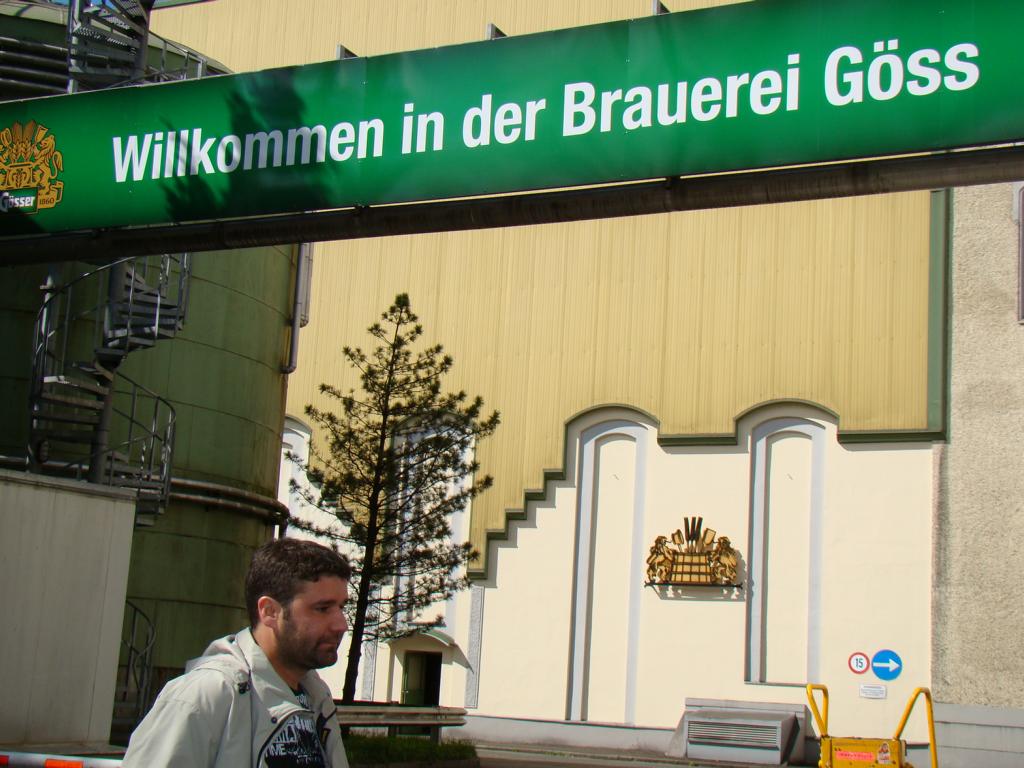 Willkommen in der Brauerei Göss
Gösser 1860
15